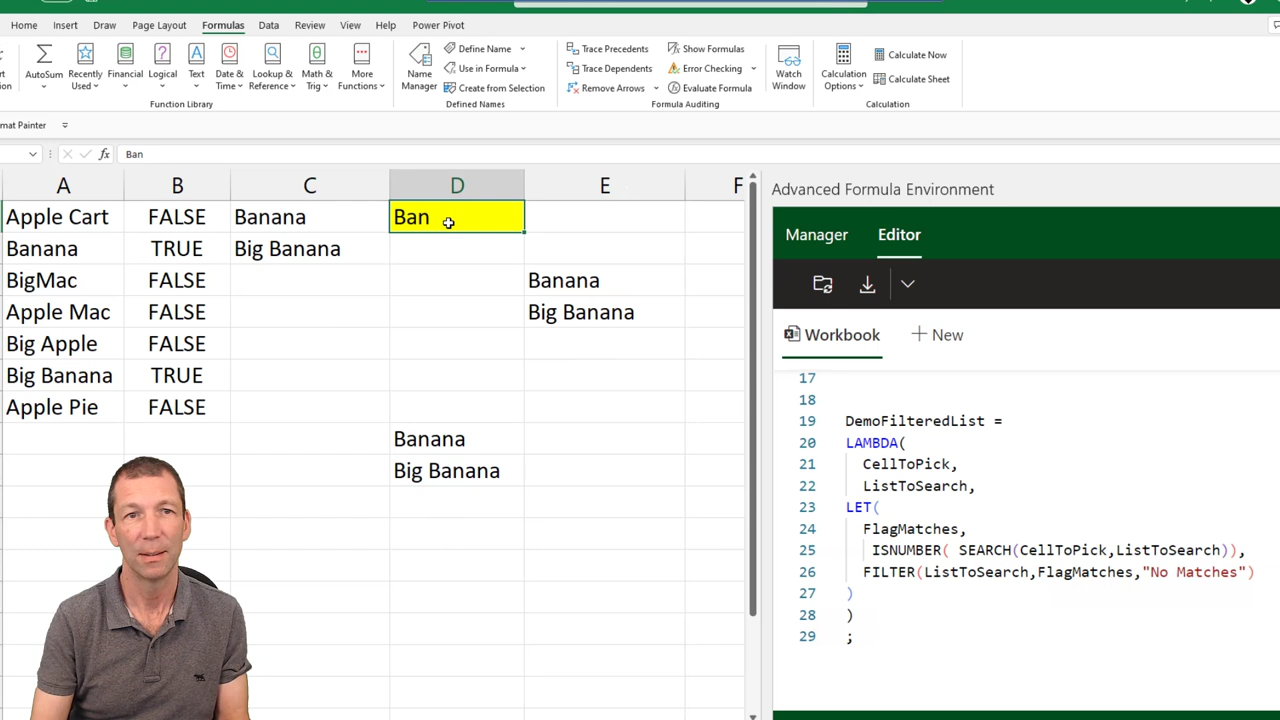 Home Insert Draw Page Layout Formulas Data Review View Help Power Pivot
AutoSum
Recently Used
Financial
Logical
Text
Date & Time
Lookup & Reference
Math & Trig
More Functions
Function Library
Name Manager
Define Name
Use in Formula
Create from Selection
Defined Names
Trace Precedents
Trace Dependents
Remove Arrows
Show Formulas
Error Checking
Evaluate Formula
Formula Auditing
Watch Window
Calculation Options
Calculate Now
Calculate Sheet
Calculation
mat Painter
fx Ban
A B C D E F
Apple Cart FALSE Banana Ban
Banana TRUE Big Banana
BigMac FALSE Banana
Apple Mac FALSE Big Banana
Big Apple FALSE
Big Banana TRUE
Apple Pie FALSE
Banana
Big Banana
Advanced Formula Environment
Manager Editor
Workbook + New
17
18
19 DemoFilteredList =
20 LAMBDA(
21 CellToPick,
22 ListToSearch,
23 LET(
24 FlagMatches,
25 ISNUMBER( SEARCH(CellToPick,ListToSearch)),
26 FILTER(ListToSearch,FlagMatches,"No Matches")
27 )
28 )
29 ;